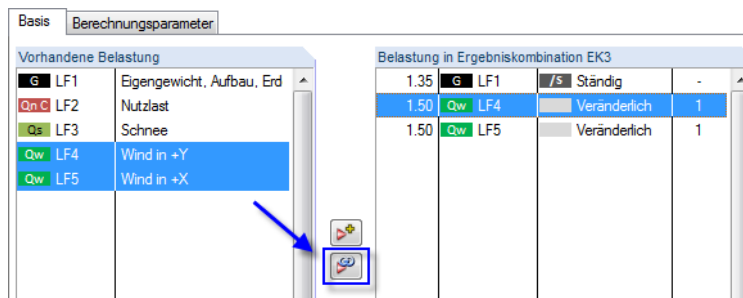 Basis Berechnungsparameter
Vorhandene Belastung
G LF1 Eigengewicht, Aufbau, Erd
Qn C LF2 Nutzlast
Qs LF3 Schnee
Qw LF4 Wind in +Y
Qw LF5 Wind in +X
Belastung in Ergebniskombination EK3
1.35 G LF1 /S Ständig -
1.50 Qw LF4 Veränderlich 1
1.50 Qw LF5 Veränderlich 1